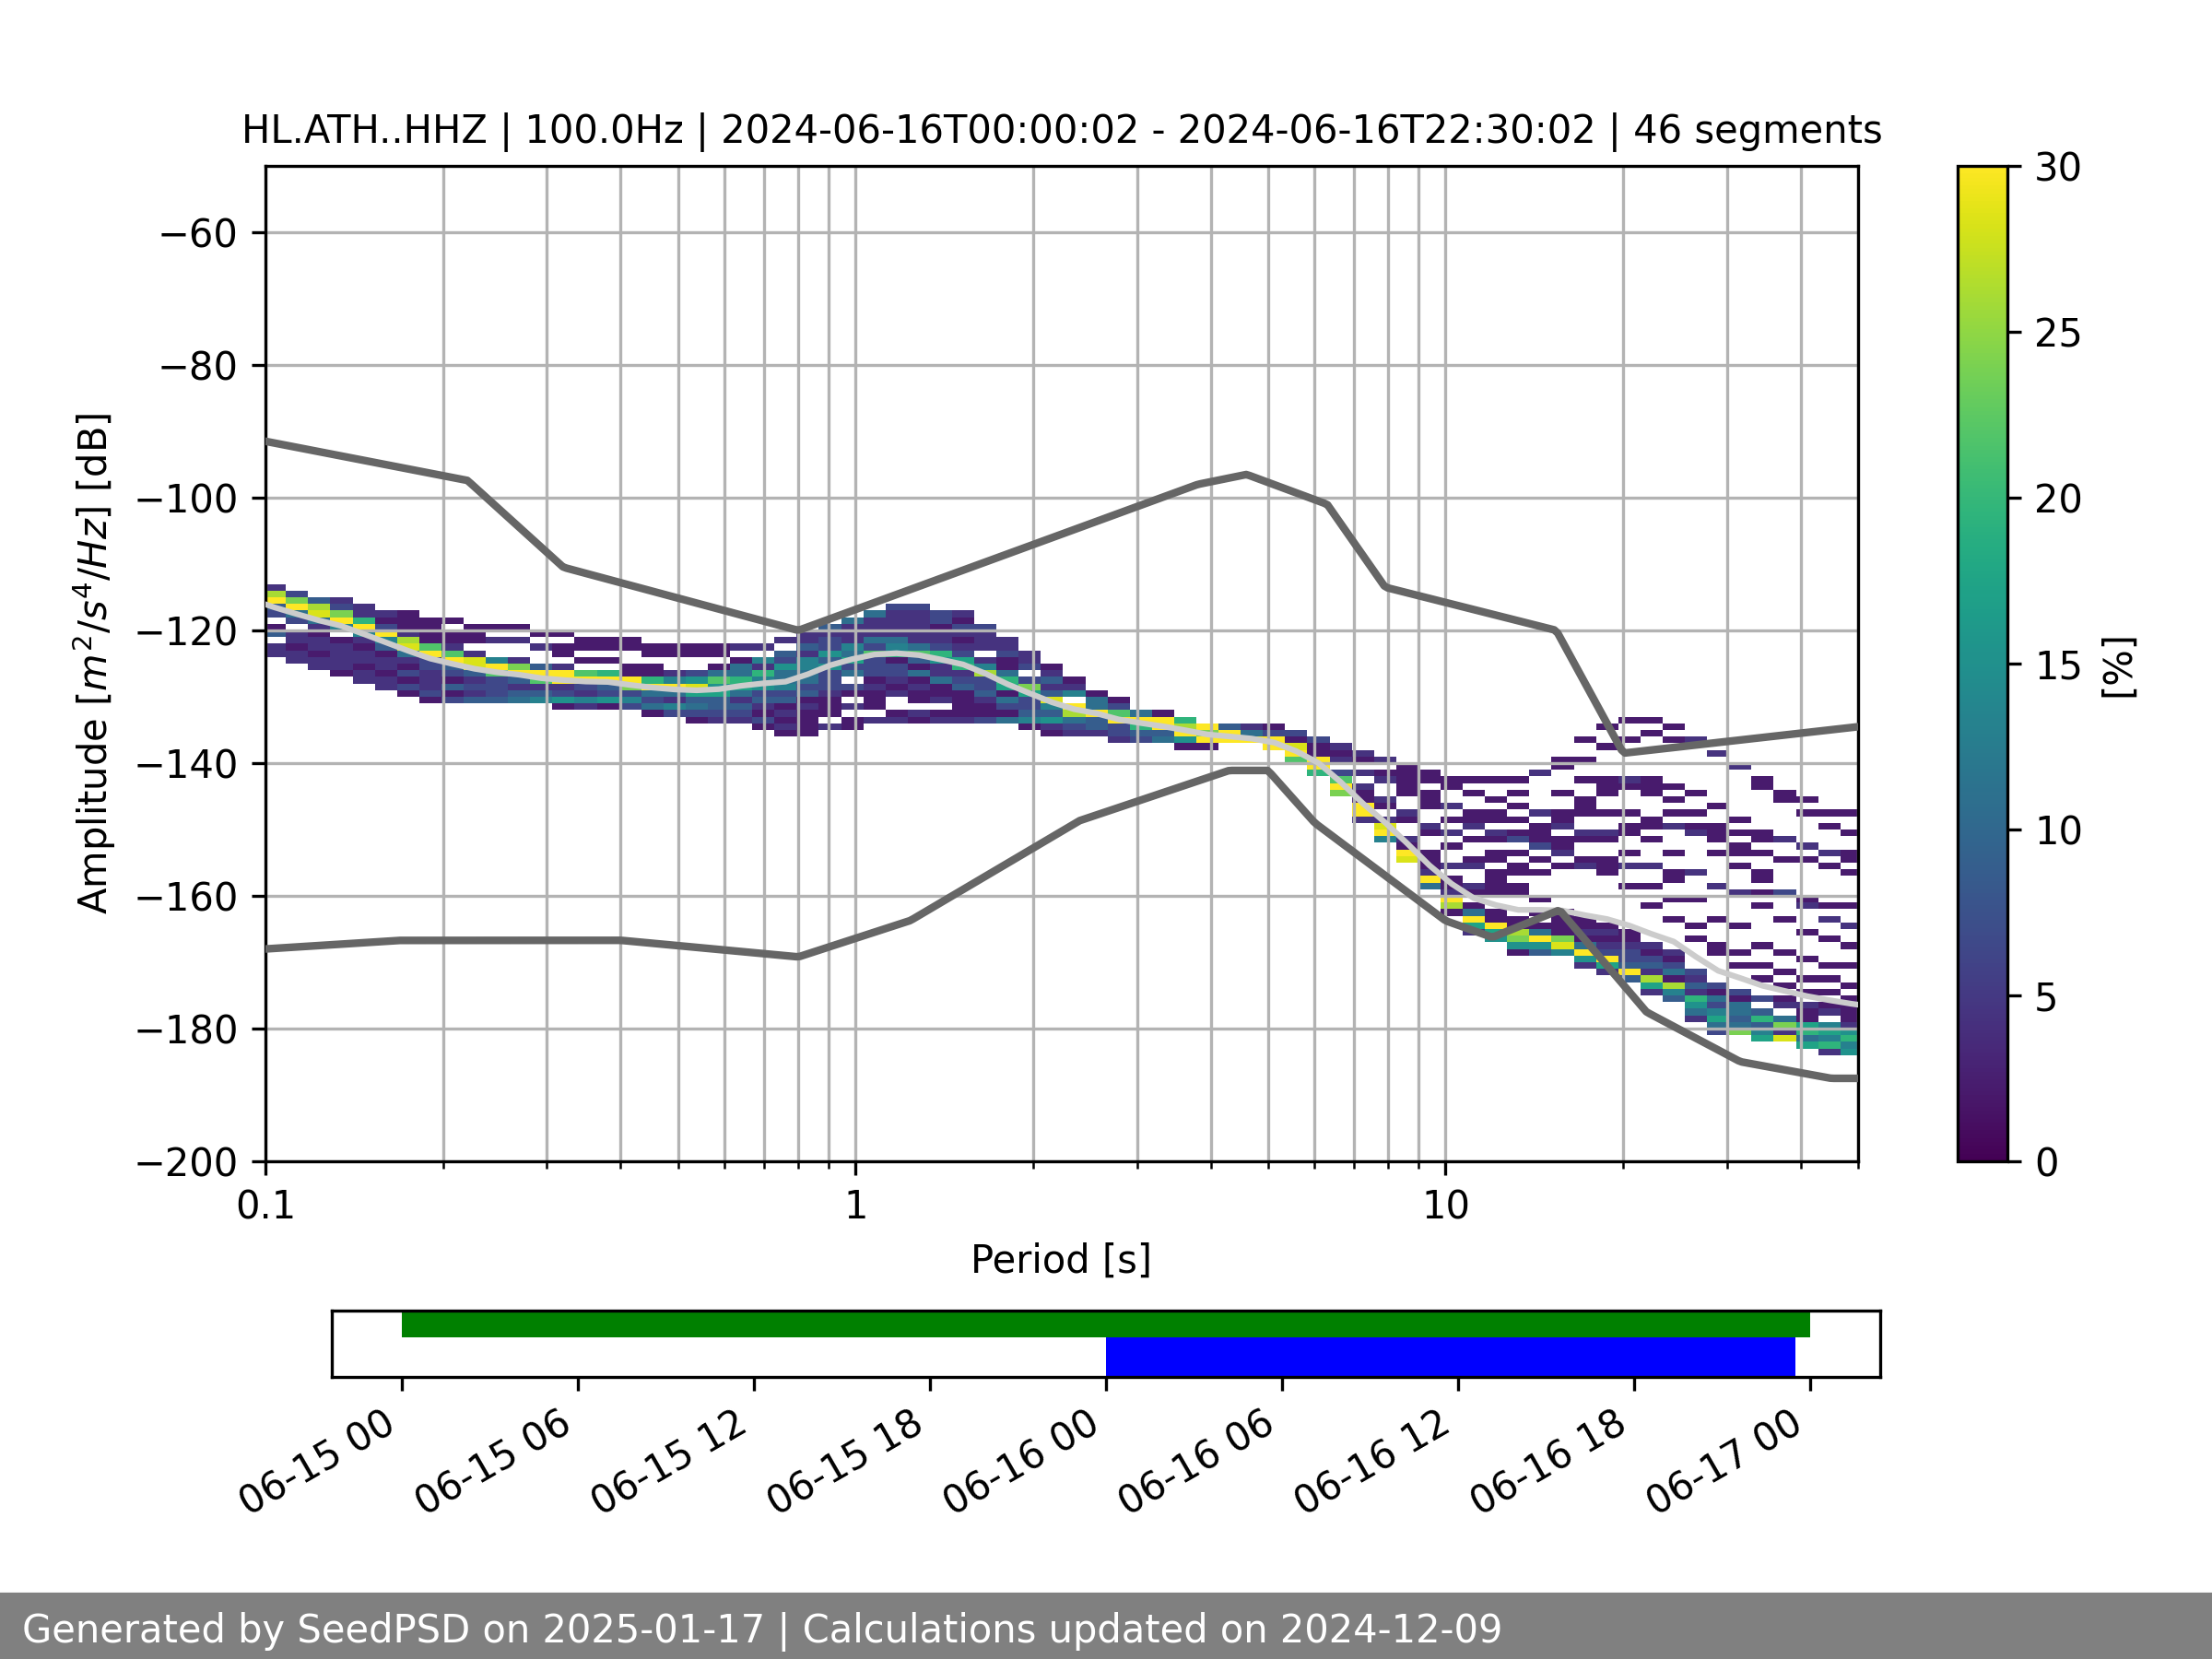 HL.ATH..HHZ | 100.0Hz | 2024-06-16T00:00:02 - 2024-06-16T22:30:02 | 46 segments
Amplitude [m²/s⁴/Hz] [dB]
−60
−80
−100
−120
−140
−160
−180
−200
0.1 1 10
Period [s]
30
25
20
15
10
5
0
[%]
06-15 00 06-15 06 06-15 12 06-15 18 06-16 00 06-16 06 06-16 12 06-16 18 06-17 00
Generated by SeedPSD on 2025-01-17 | Calculations updated on 2024-12-09